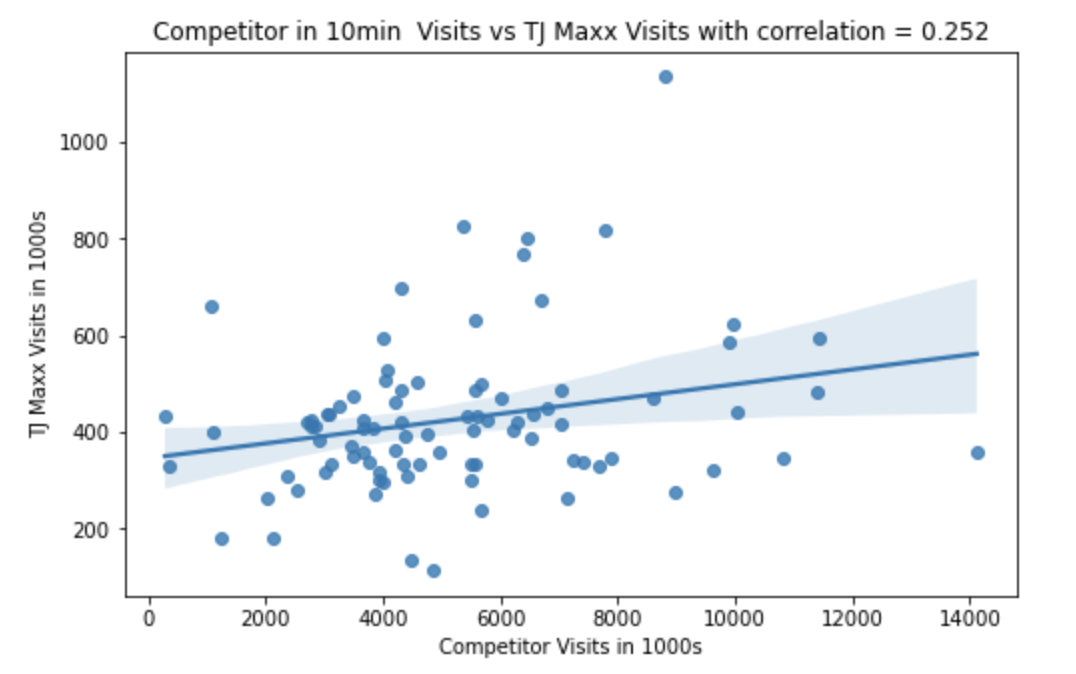 Competitor in 10min  Visits vs TJ Maxx Visits with correlation = 0.252
1000
800
600
400
200
TJ Maxx Visits in 1000s
0 2000 4000 6000 8000 10000 12000 14000
Competitor Visits in 1000s